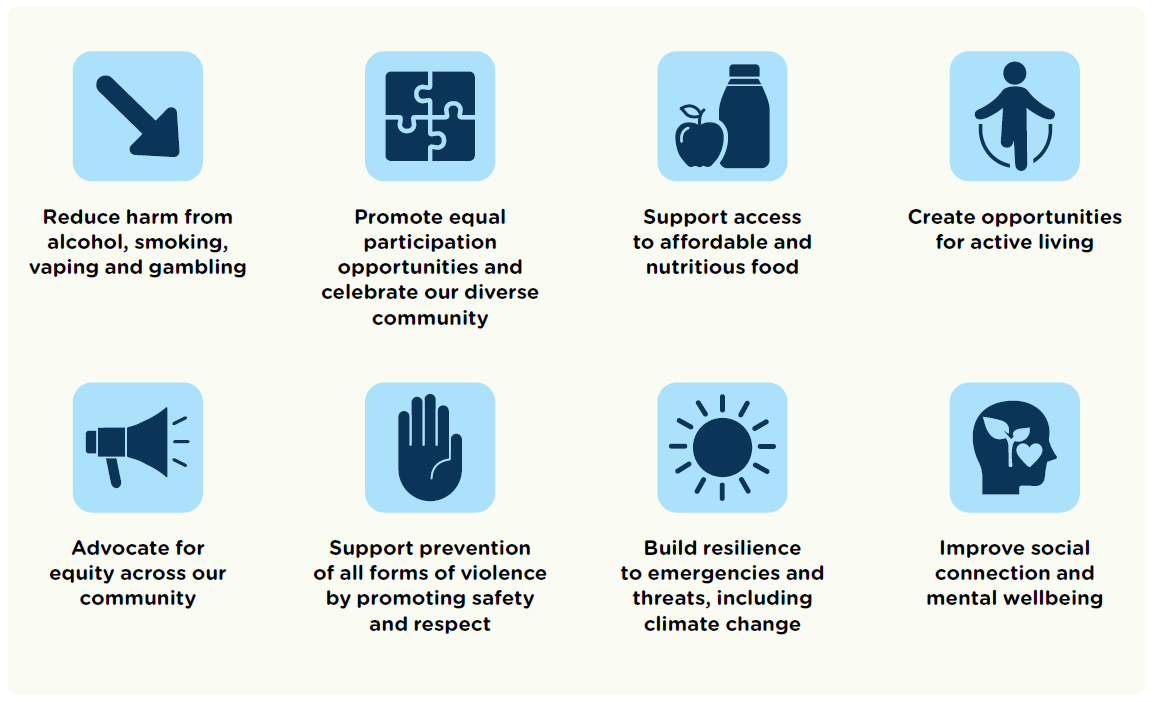 Reduce harm from
alcohol, smoking,
vaping and gambling
Promote equal
participation
opportunities and
celebrate our diverse
community
Support access
to affordable and
nutritious food
Create opportunities
for active living
Advocate for
equity across our
community
Support prevention
of all forms of violence
by promoting safety
and respect
Build resilience
to emergencies and
threats, including
climate change
Improve social
connection and
mental wellbeing